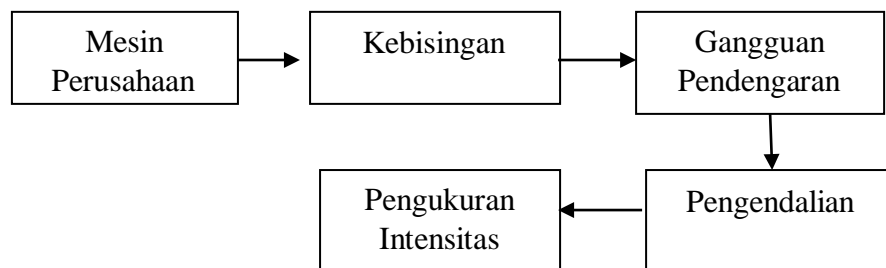 Mesin
Perusahaan
Kebisingan
Gangguan
Pendengaran
Pengukuran
Intensitas
Pengendalian